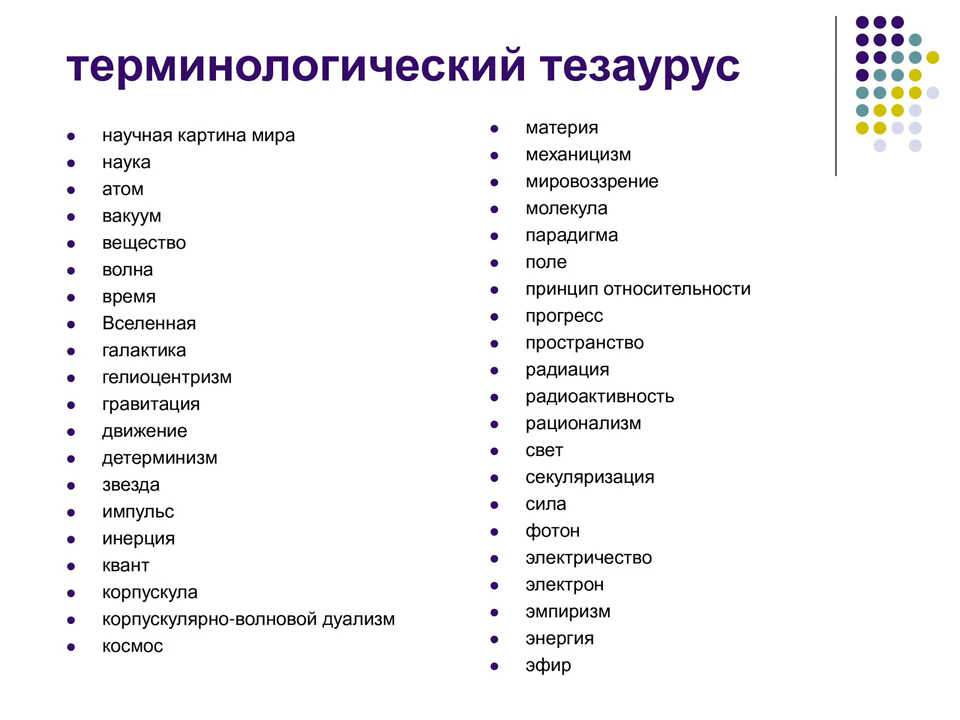 терминологический тезаурус
научная картина мира
наука
атом
вакуум
вещество
волна
время
Вселенная
галактика
гелиоцентризм
гравитация
движение
детерминизм
звезда
импульс
инерция
квант
корпускула
корпускулярно-волновой дуализм
космос
материя
механицизм
мировоззрение
молекула
парадигма
поле
принцип относительности
прогресс
пространство
радиация
радиоактивность
рационализм
свет
секуляризация
сила
фотон
электричество
электрон
эмпиризм
энергия
эфир